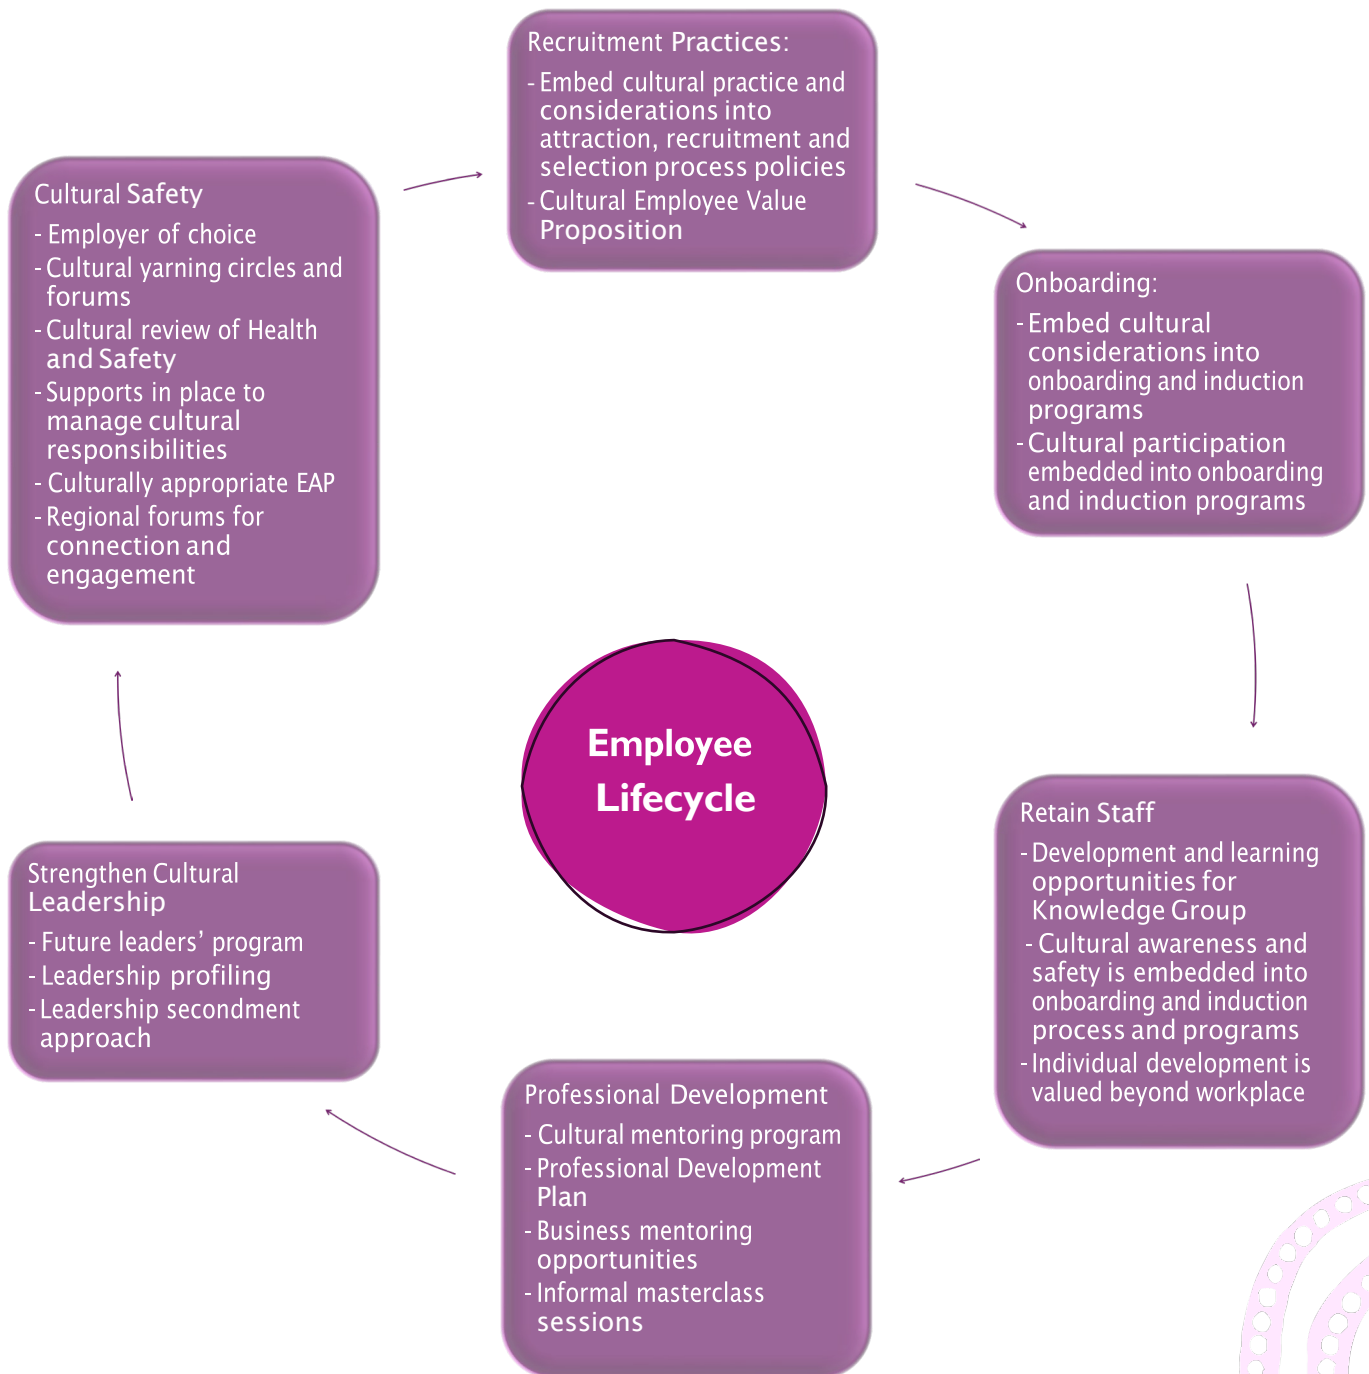 Recruitment Practices:
- Embed cultural practice and
considerations into
attraction, recruitment and
selection process policies
- Cultural Employee Value
Proposition
Onboarding:
- Embed cultural
considerations into
onboarding and induction
programs
- Cultural participation
embedded into onboarding
and induction programs
Retain Staff
- Development and learning
opportunities for
Knowledge Group
- Cultural awareness and
safety is embedded into
onboarding and induction
process and programs
- Individual development is
valued beyond workplace
Professional Development
- Cultural mentoring program
- Professional Development
Plan
- Business mentoring
opportunities
- Informal masterclass
sessions
Strengthen Cultural
Leadership
- Future leaders’ program
- Leadership profiling
- Leadership secondment
approach
Cultural Safety
- Employer of choice
- Cultural yarning circles and
forums
- Cultural review of Health
and Safety
- Supports in place to
manage cultural
responsibilities
- Culturally appropriate EAP
- Regional forums for
connection and
engagement
Employee
Lifecycle